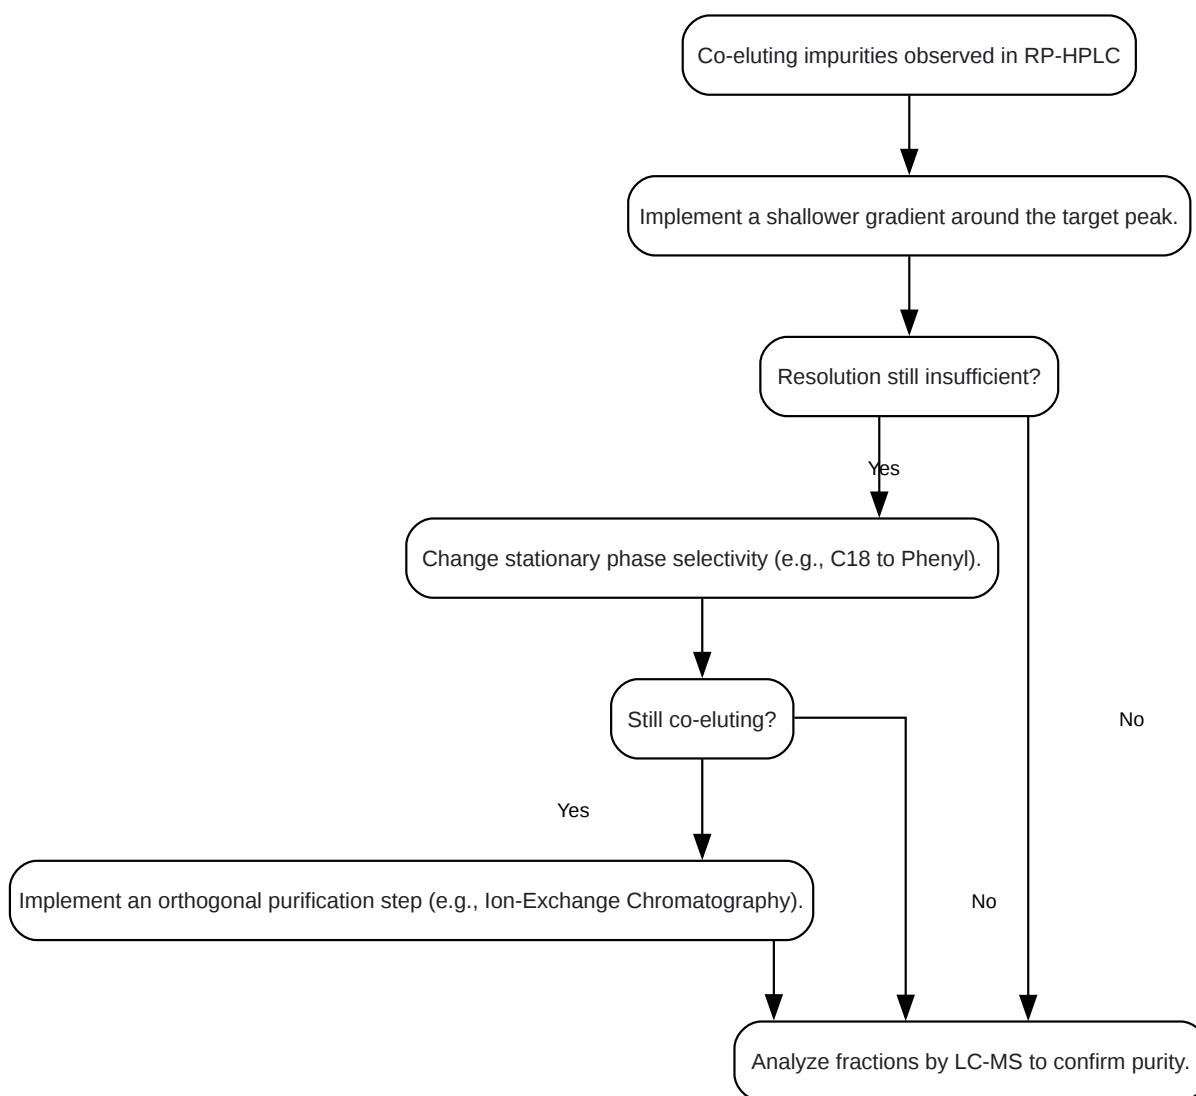 Co-eluting impurities observed in RP-HPLC
Implement a shallower gradient around the target peak.
Resolution still insufficient?
Yes
Change stationary phase selectivity (e.g., C18 to Phenyl).
Still co-eluting?
No
Yes
Implement an orthogonal purification step (e.g., Ion-Exchange Chromatography).
No
Analyze fractions by LC-MS to confirm purity.